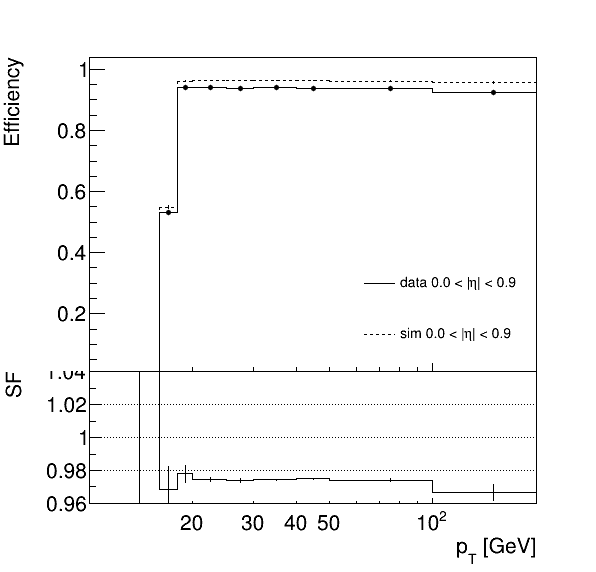 Efficiency
1
0.8
0.6
0.4
0.2
data 0.0 < |η| < 0.9
sim 0.0 < |η| < 0.9
SF
1.04
1.02
1
0.98
0.96
20 30 40 50 10²
p_T [GeV]